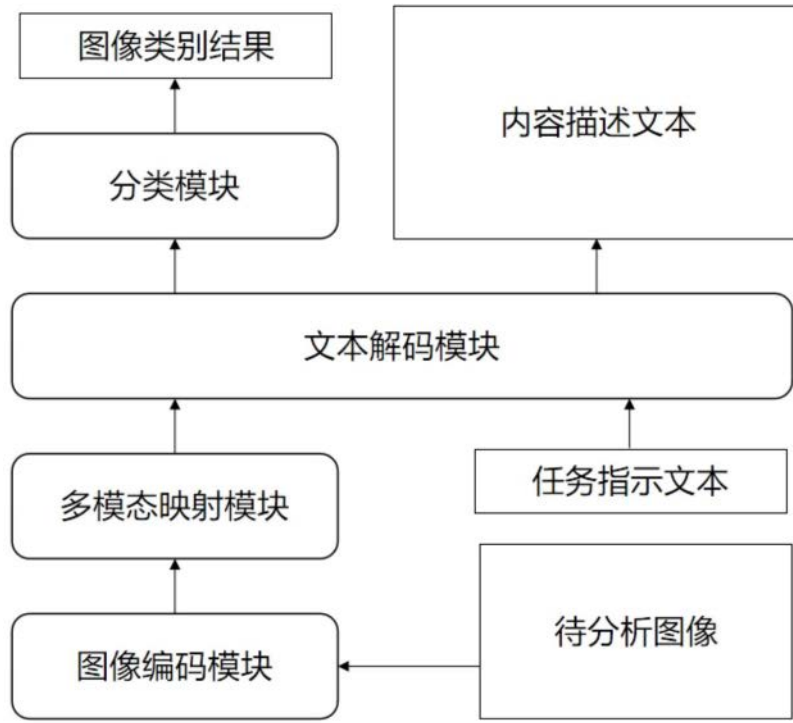 图像类别结果
内容描述文本
分类模块
文本解码模块
多模态映射模块
任务指示文本
图像编码模块
待分析图像